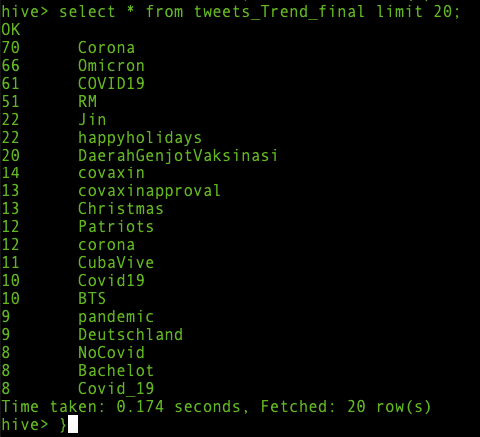 hive> select * from tweets_Trend_final limit 20;
OK
70 Corona
66 Omicron
61 COVID19
51 RM
22 Jin
22 happyholidays
20 DaerahGenjotVaksinasi
14 covaxin
13 covaxinapproval
13 Christmas
12 Patriots
12 corona
11 CubaVive
10 Covid19
10 BTS
9 pandemic
9 Deutschland
8 NoCovid
8 Bachelot
8 Covid_19
Time taken: 0.174 seconds, Fetched: 20 row(s)
hive> }